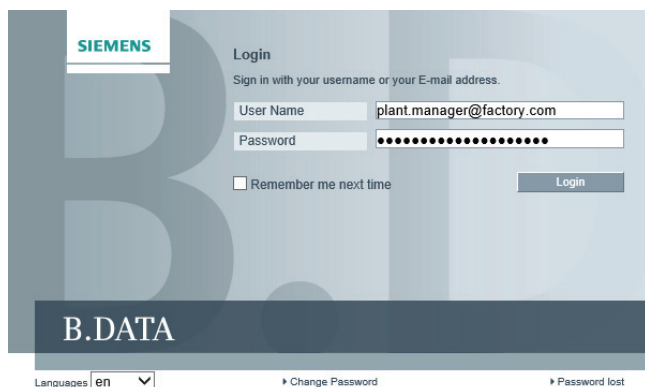 SIEMENS
Login
Sign in with your username or your E-mail address.
User Name plant.manager@factory.com
Password ••••••••••••••••••••
Remember me next time Login
B.DATA
Languages en Change Password Password lost